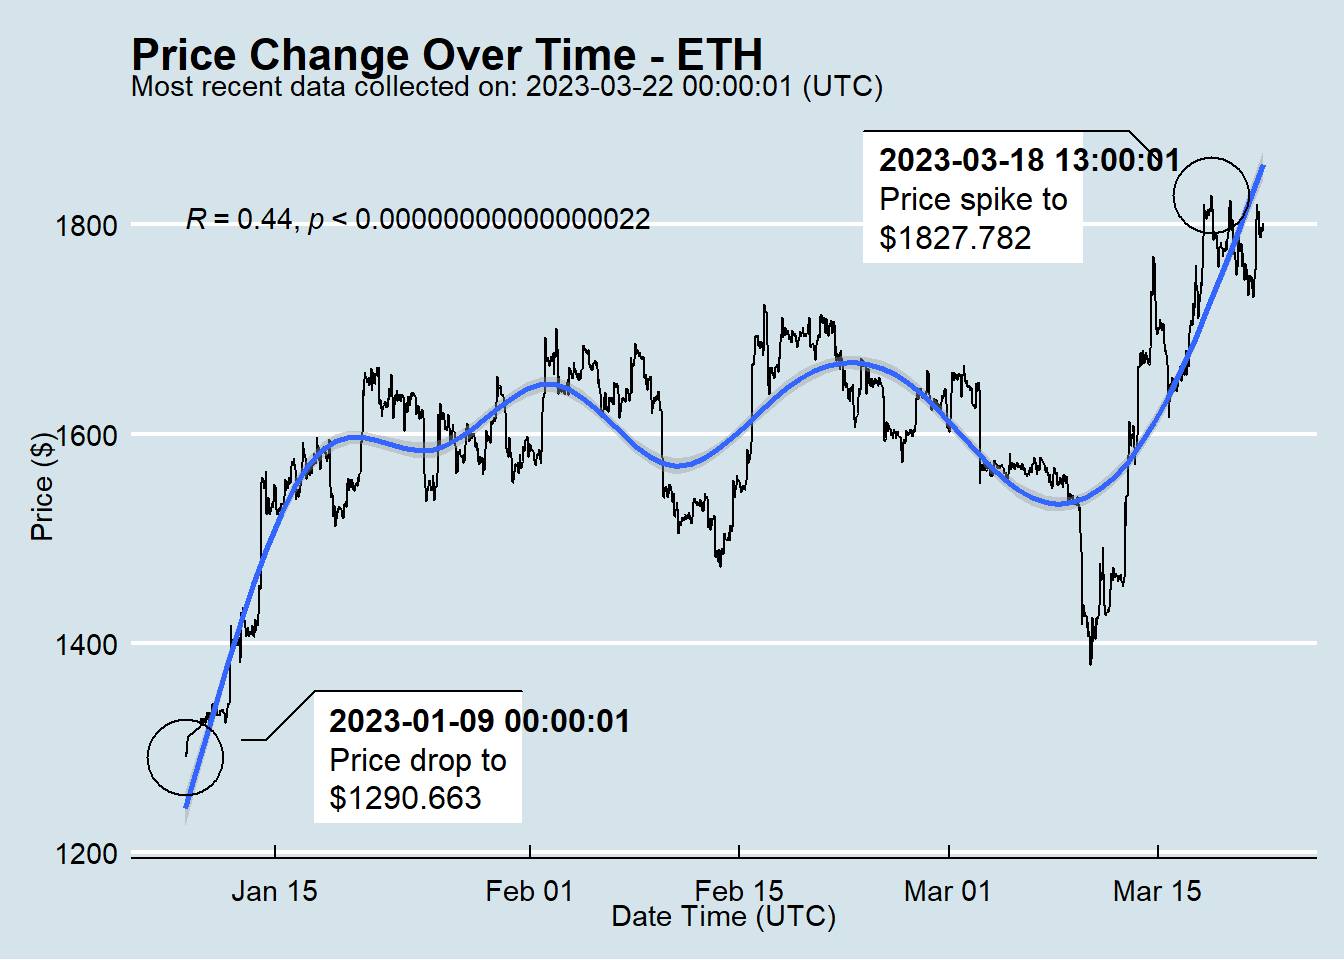 Price Change Over Time - ETH
Most recent data collected on: 2023-03-22 00:00:01 (UTC)
2023-03-18 13:00:01
Price spike to
$1827.782
R = 0.44, p < 0.00000000000000022
1800
1600
Price ($)
1400
2023-01-09 00:00:01
Price drop to
$1290.663
1200
Jan 15
Feb 01
Feb 15
Mar 01
Mar 15
Date Time (UTC)